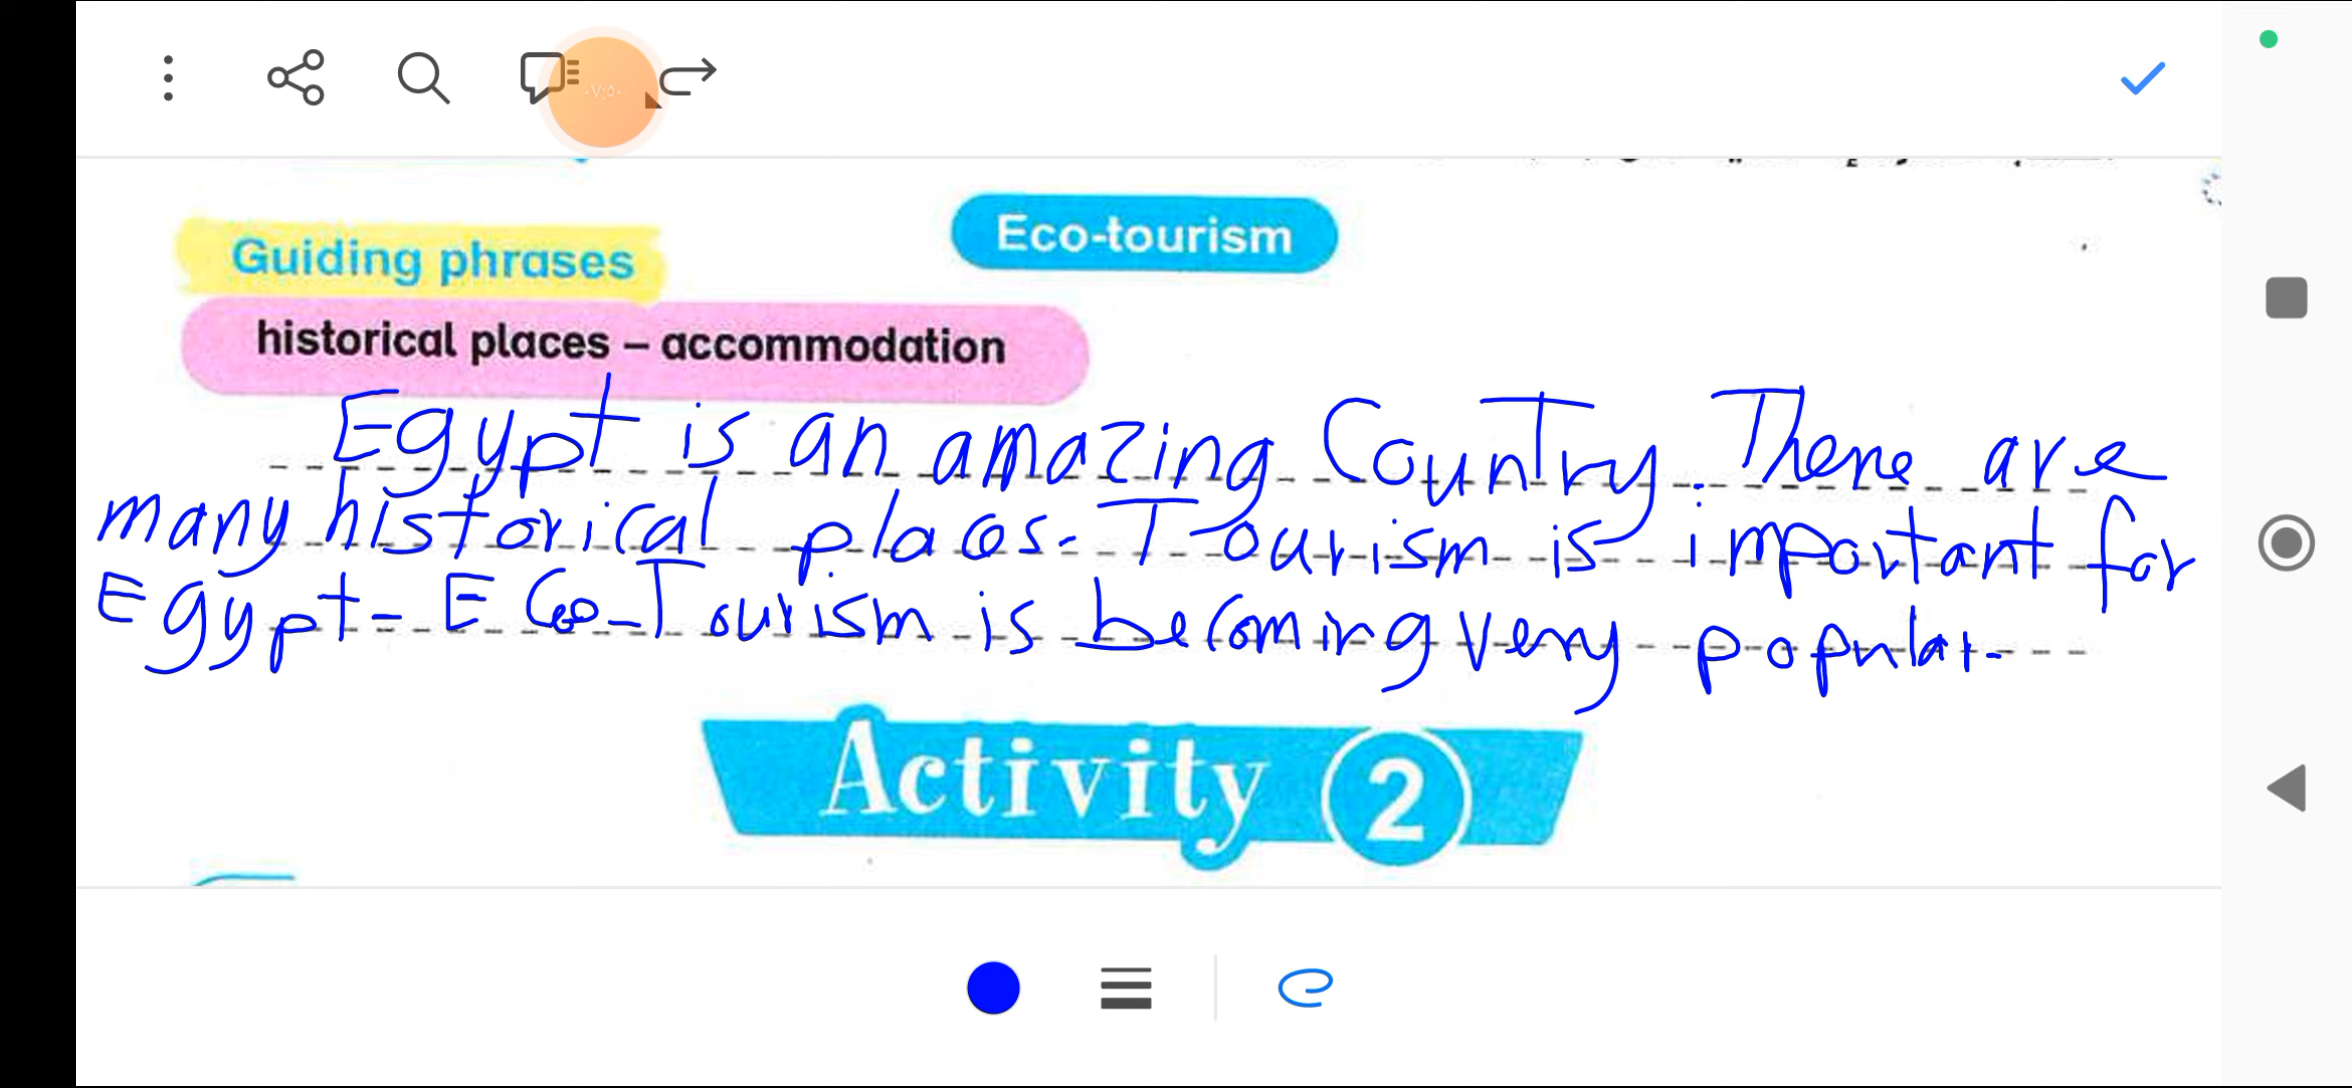 Eco-tourism
Guiding phrases
historical places – accommodation
Egypt is an amazing Country. There are
many historical places. Tourism is important for
Egypt. Eco-Tourism is becoming very popular.
Activity 2